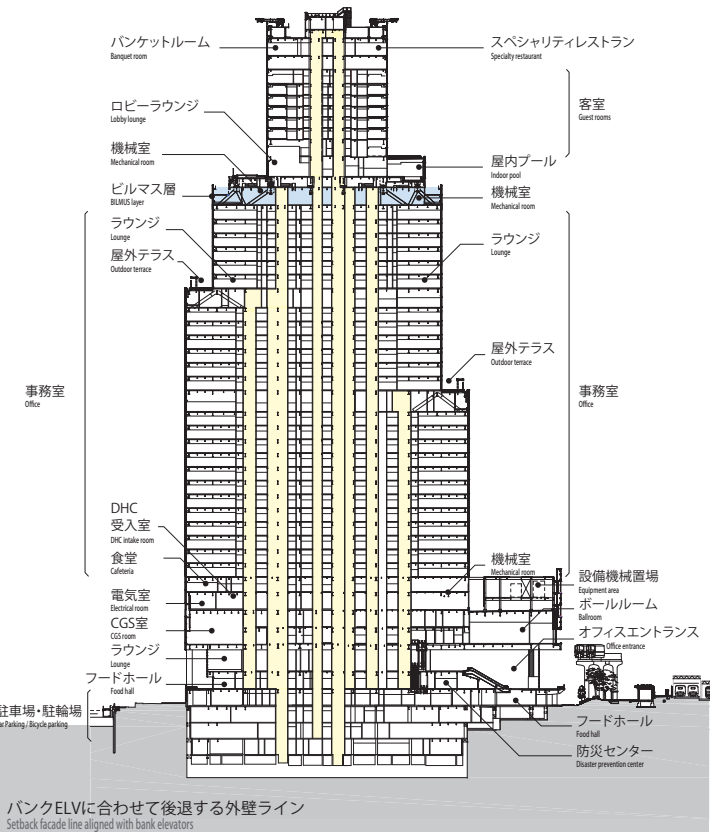 バンケットルーム
Banquet room
ロビーラウンジ
Lobby lounge
機械室
Mechanical room
ビルマス層
BILMUS layer
ラウンジ
Lounge
屋外テラス
Outdoor terrace
事務室
Office
DHC
受入室
DHC intake room
食堂
Cafeteria
電気室
Electrical room
CGS室
CGS room
ラウンジ
Lounge
フードホール
Food hall
駐車場・駐輪場
ar Parking / Bicycle parking
スペシャリティレストラン
Specialty restaurant
客室
Guest rooms
屋内プール
Indoor pool
機械室
Mechanical room
ラウンジ
Lounge
屋外テラス
Outdoor terrace
事務室
Office
機械室
Mechanical room
設備機械置場
Equipment area
ボールルーム
Ballroom
オフィスエントランス
Office entrance
フードホール
Food hall
防災センター
Disaster prevention center
バンクELVに合わせて後退する外壁ライン
Setback facade line aligned with bank elevators